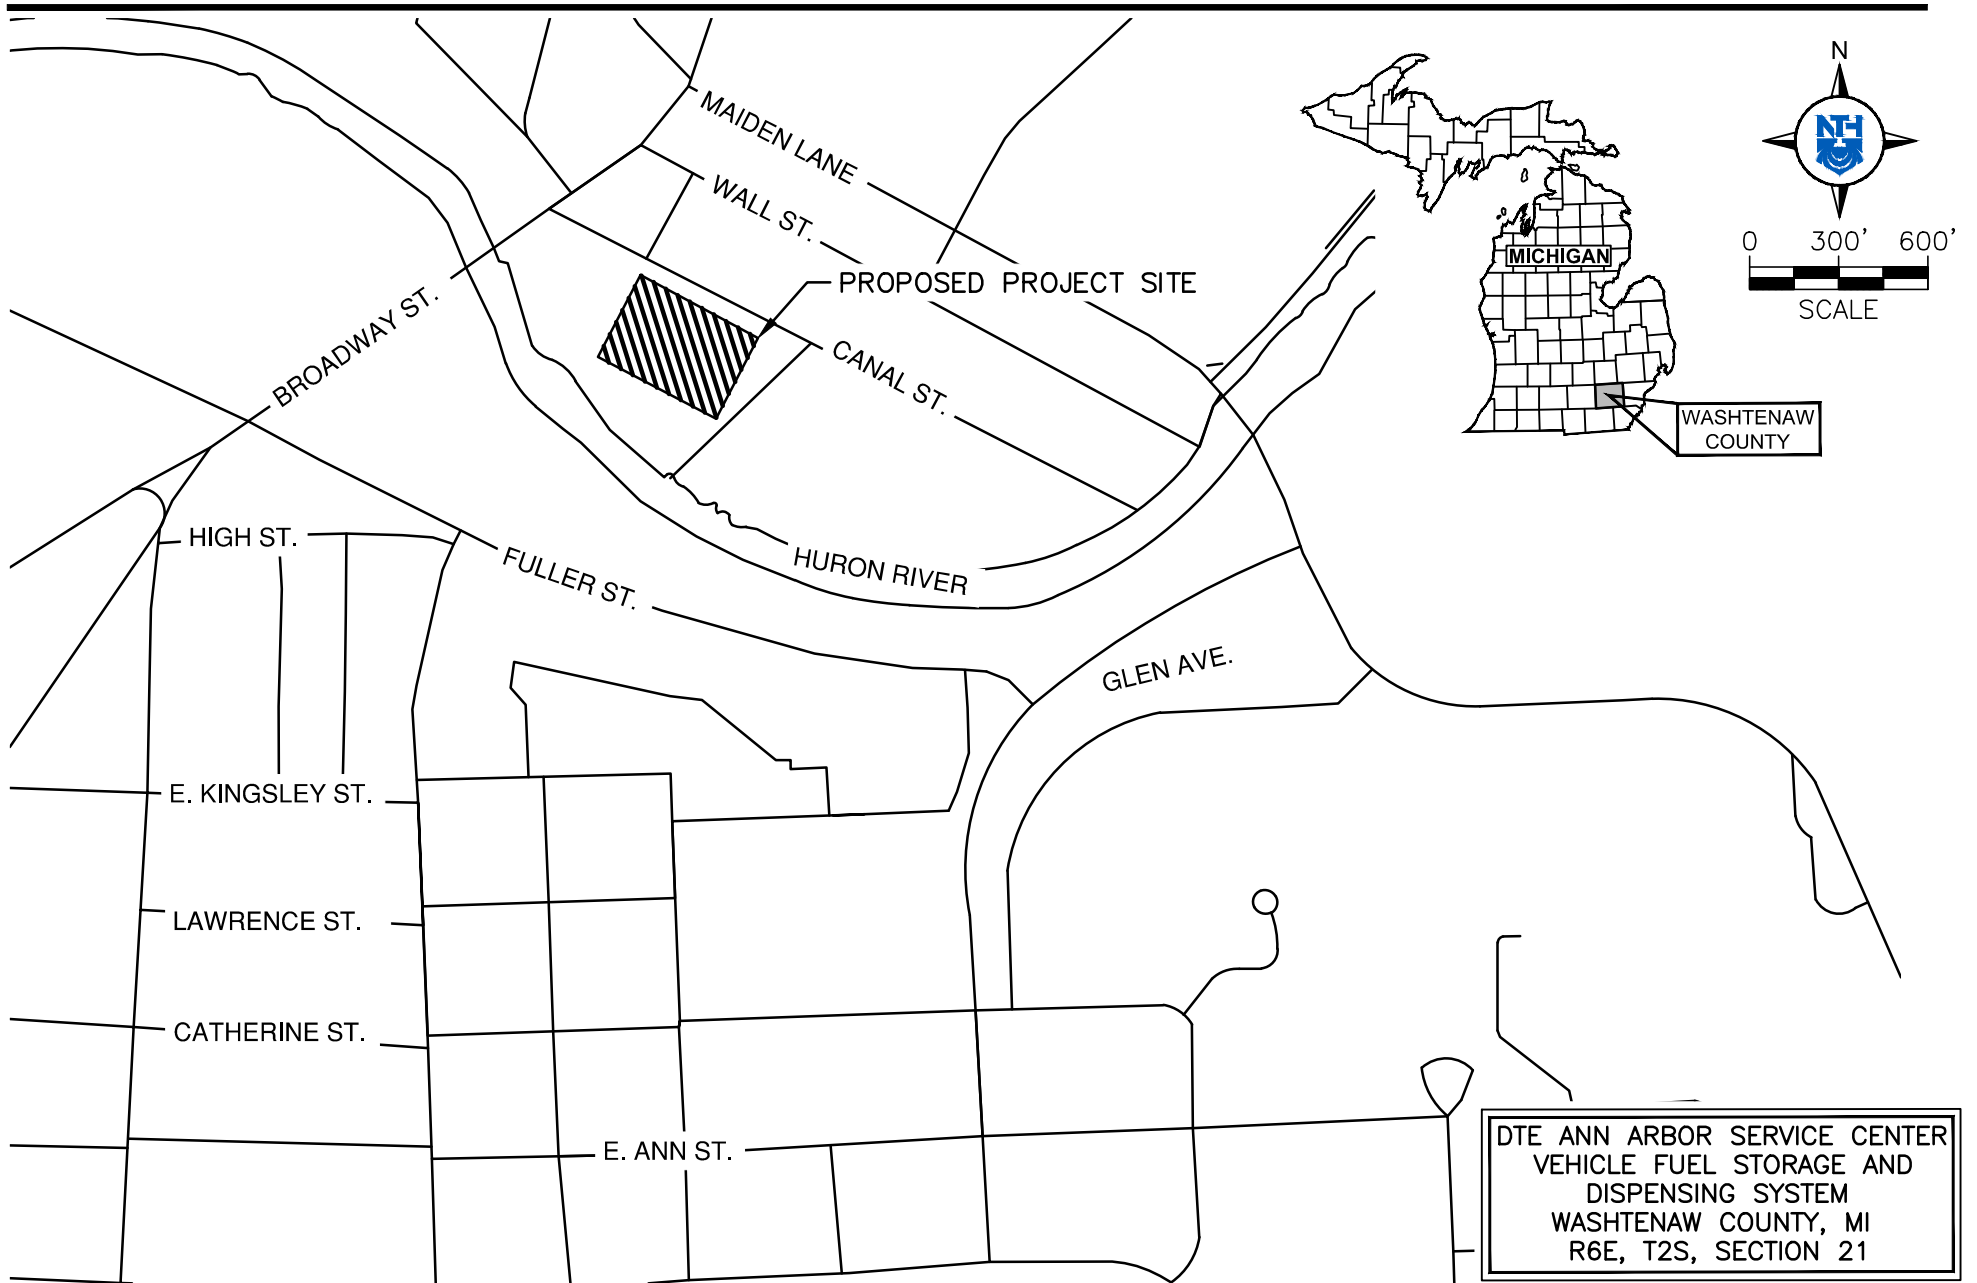 N
NTH
0 300' 600'
SCALE
MICHIGAN
WASHTENAW
COUNTY
MAIDEN LANE
WALL ST.
PROPOSED PROJECT SITE
CANAL ST.
BROADWAY ST.
HIGH ST.
FULLER ST.
HURON RIVER
GLEN AVE.
E. KINGSLEY ST.
LAWRENCE ST.
CATHERINE ST.
E. ANN ST.
DTE ANN ARBOR SERVICE CENTER
VEHICLE FUEL STORAGE AND
DISPENSING SYSTEM
WASHTENAW COUNTY, MI
R6E, T2S, SECTION 21